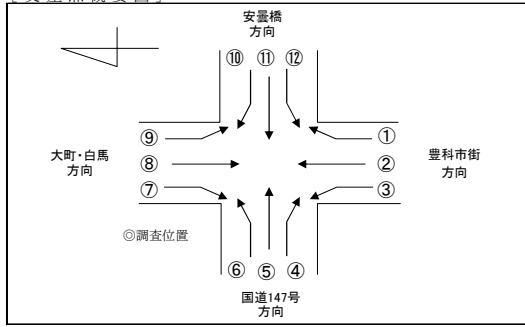 安曇橋
方向
⑩ ⑪ ⑫
⑨ ①
大町・白馬
方向
⑧ ②
豊科市街
方向
⑦ ③
◎調査位置
⑥ ⑤ ④
国道147号
方向